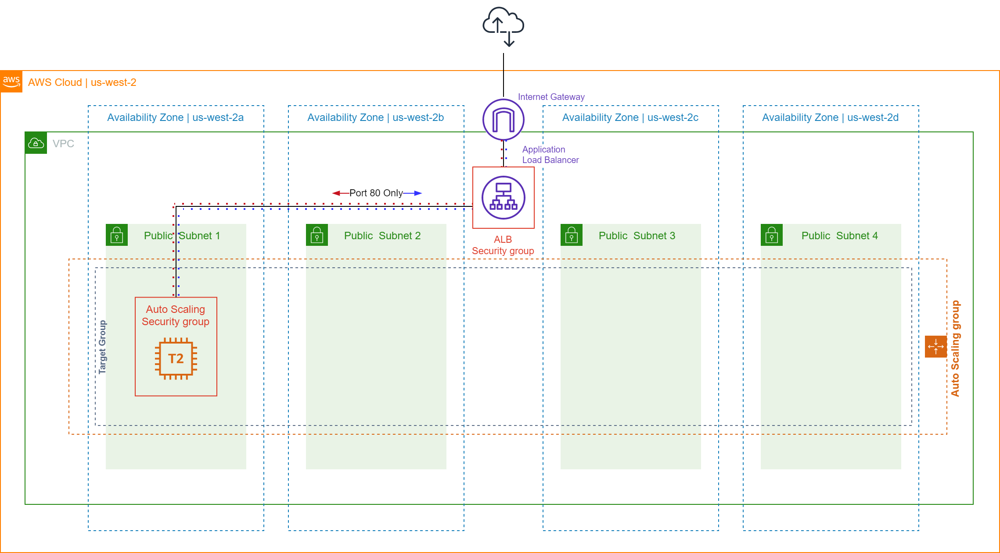 aws
AWS Cloud | us-west-2
Internet Gateway
Availability Zone | us-west-2a
Availability Zone | us-west-2b
Availability Zone | us-west-2c
Availability Zone | us-west-2d
VPC
Application
Load Balancer
Port 80 Only
Public Subnet 1
Public Subnet 2
ALB
Security group
Public Subnet 3
Public Subnet 4
Auto Scaling
Security group
T2
Target Group
Auto Scaling group